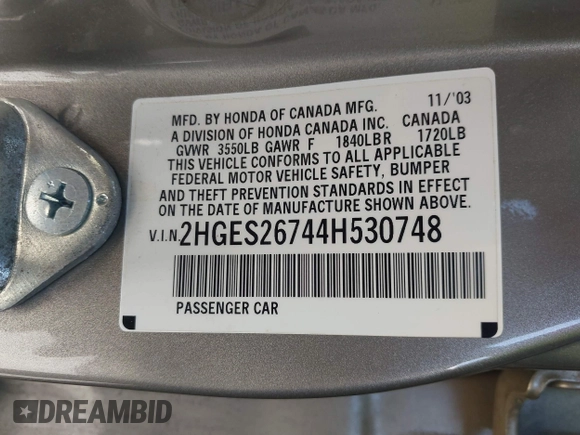 MFD. BY HONDA OF CANADA MFG. 11/'03
A DIVISION OF HONDA CANADA INC. CANADA
GVWR 3550LB GAWR F 1840LBR 1720LB
THIS VEHICLE CONFORMS TO ALL APPLICABLE
FEDERAL MOTOR VEHICLE SAFETY, BUMPER
AND THEFT PREVENTION STANDARDS IN EFFECT
ON THE DATE OF MANUFACTURE SHOWN ABOVE.
V.I.N. 2HGES26744H530748
PASSENGER CAR
DREAMBID